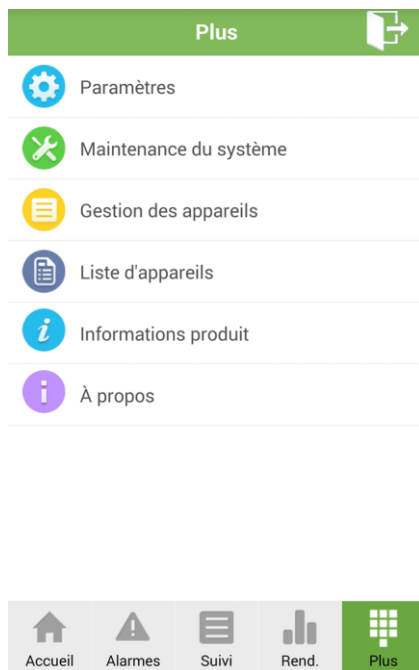 Plus
Paramètres
Maintenance du système
Gestion des appareils
Liste d'appareils
Informations produit
À propos
Accueil Alarmes Suivi Rend. Plus